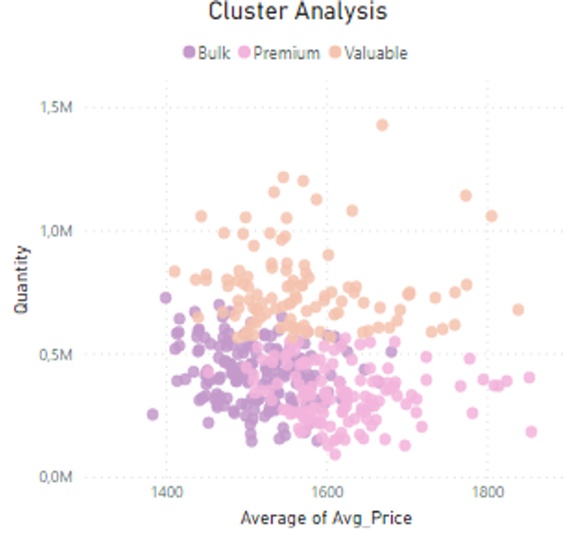 Cluster Analysis
Bulk Premium Valuable
1,5M
1,0M
Quantity
0,5M
0,0M
1400 1600 1800
Average of Avg_Price